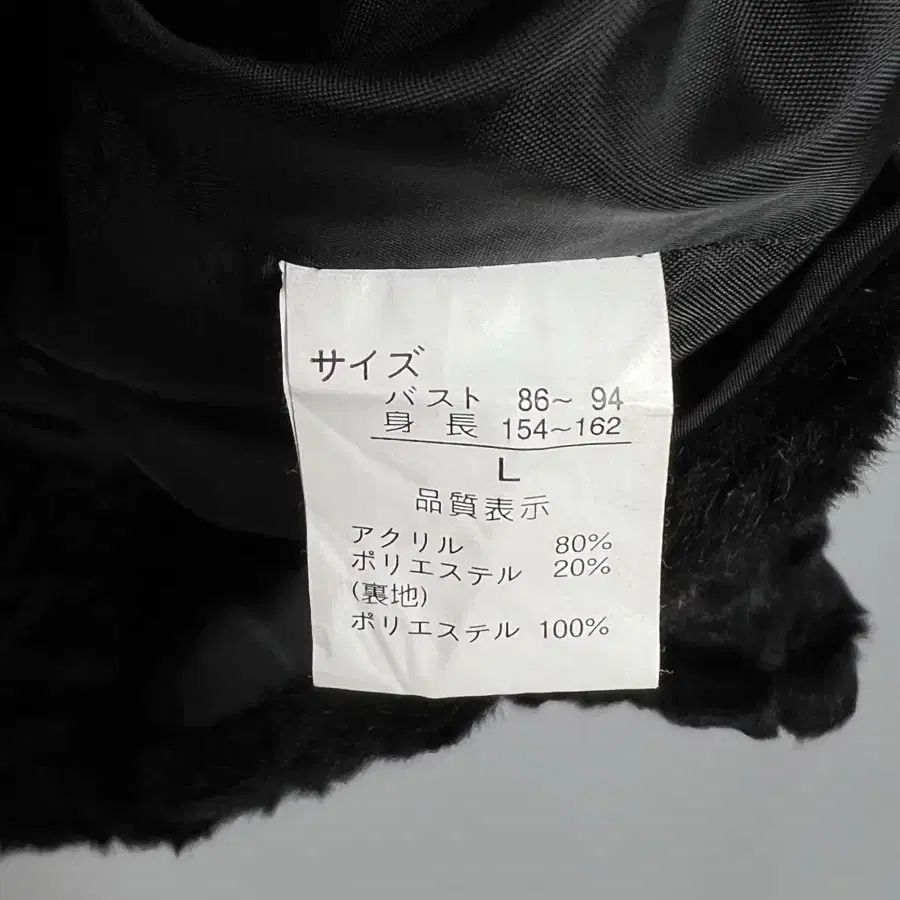 サイズ
バスト 86～94
身長 154～162
L
品質表示
アクリル 80%
ポリエステル 20%
(裏地)
ポリエステル 100%